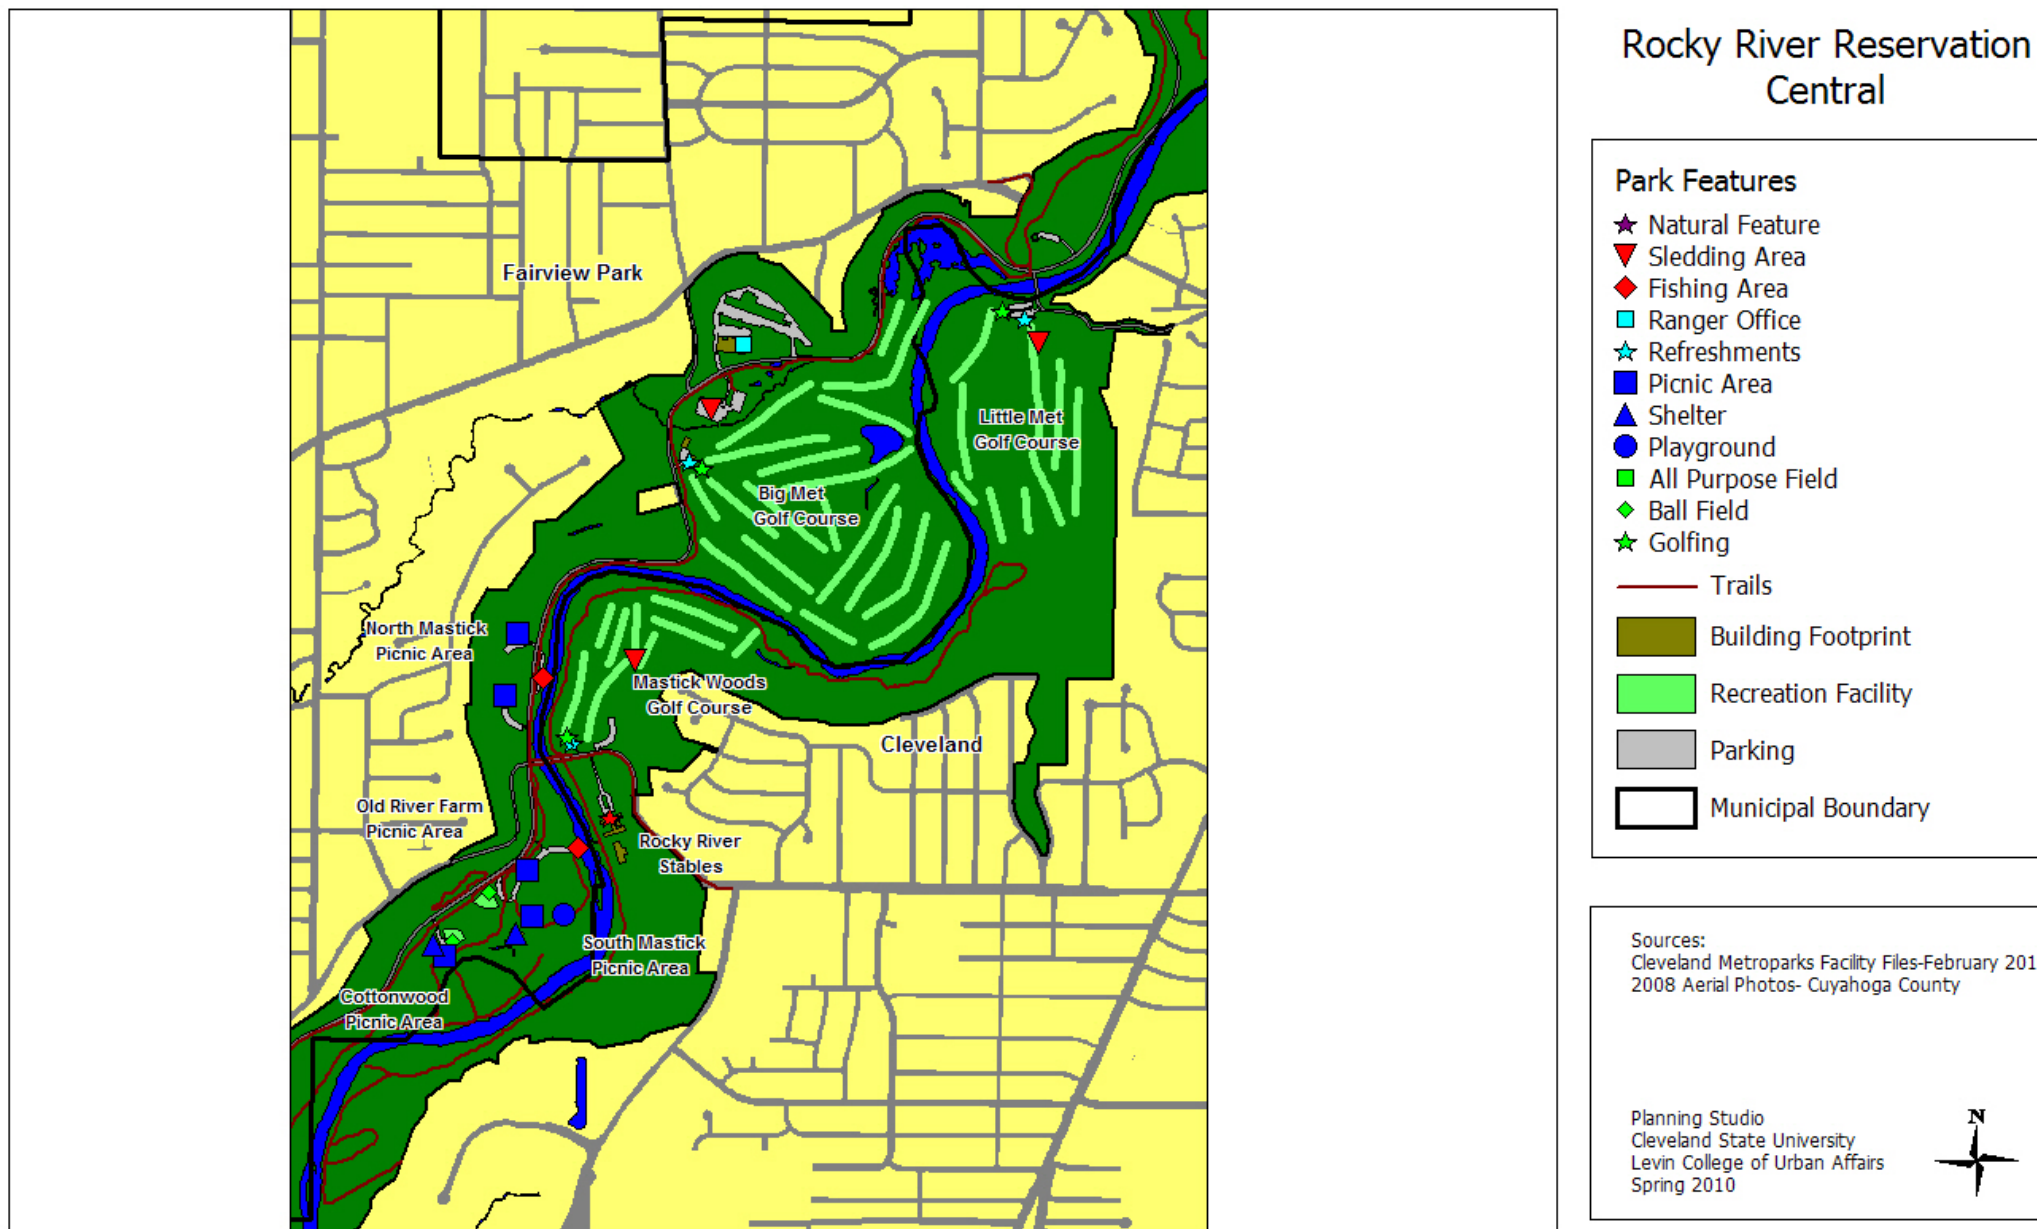 Rocky River Reservation
Central
Park Features
Natural Feature
Sledding Area
Fishing Area
Ranger Office
Refreshments
Picnic Area
Shelter
Playground
All Purpose Field
Ball Field
Golfing
Trails
Building Footprint
Recreation Facility
Parking
Municipal Boundary
Fairview Park
Little Met
Golf Course
Big Met
Golf Course
North Mastick
Picnic Area
Mastick Woods
Golf Course
Cleveland
Old River Farm
Picnic Area
Rocky River
Stables
South Mastick
Picnic Area
Cottonwood
Picnic Area
Sources:
Cleveland Metroparks Facility Files-February 201
2008 Aerial Photos- Cuyahoga County
Planning Studio
Cleveland State University
Levin College of Urban Affairs
Spring 2010
N